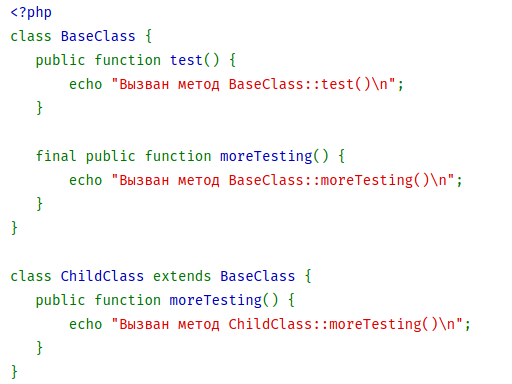 <?php
class BaseClass {
   public function test() {
       echo "Вызван метод BaseClass::test()\n";
   }

   final public function moreTesting() {
       echo "Вызван метод BaseClass::moreTesting()\n";
   }
}

class ChildClass extends BaseClass {
   public function moreTesting() {
       echo "Вызван метод ChildClass::moreTesting()\n";
   }
}